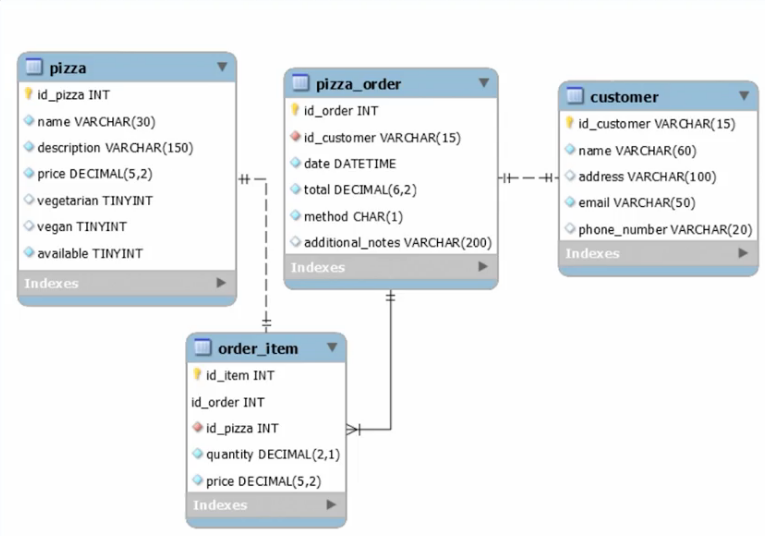 pizza
id_pizza INT
name VARCHAR(30)
description VARCHAR(150)
price DECIMAL(5,2)
vegetarian TINYINT
vegan TINYINT
available TINYINT
Indexes
pizza_order
id_order INT
id_customer VARCHAR(15)
date DATETIME
total DECIMAL(6,2)
method CHAR(1)
additional_notes VARCHAR(200)
Indexes
customer
id_customer VARCHAR(15)
name VARCHAR(60)
address VARCHAR(100)
email VARCHAR(50)
phone_number VARCHAR(20)
Indexes
order_item
id_item INT
id_order INT
id_pizza INT
quantity DECIMAL(2,1)
price DECIMAL(5,2)
Indexes